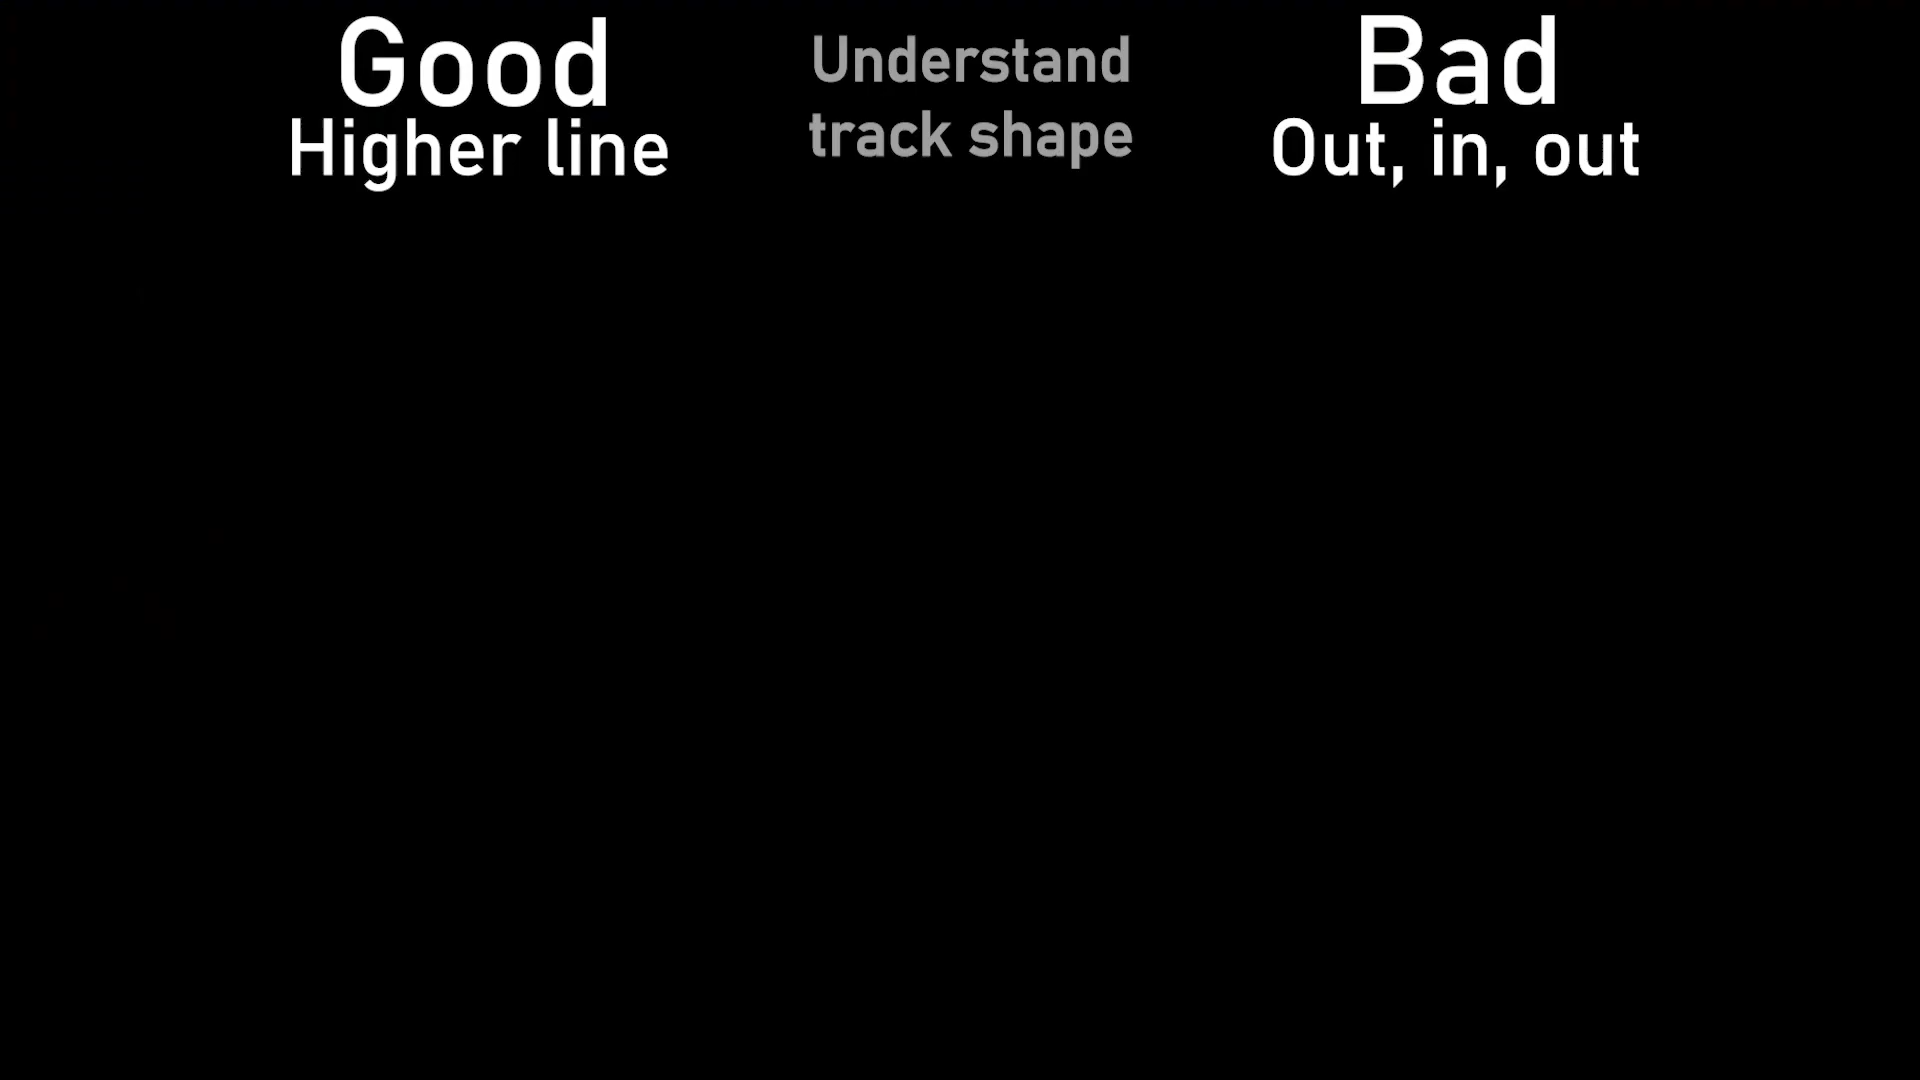 Good
Higher line
Understand
track shape
Bad
Out, in, out